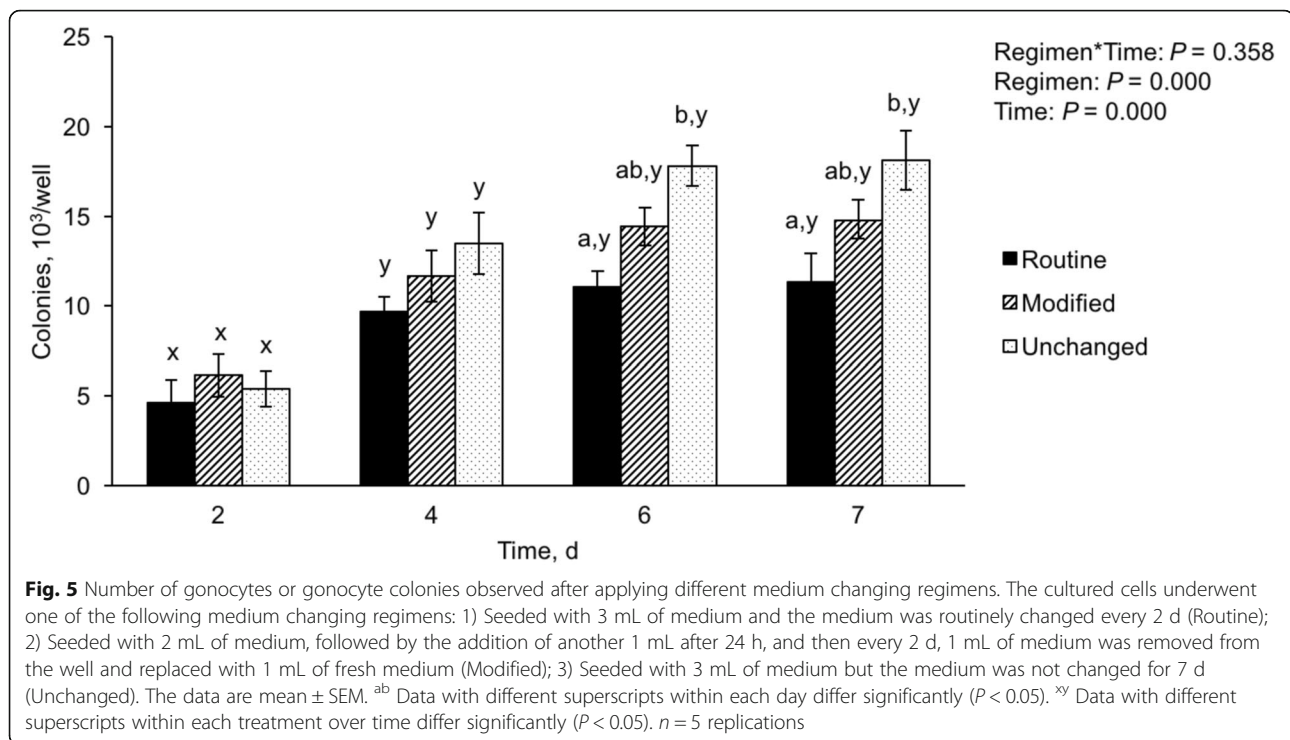 25
20
15
10
5
0
Colonies, 10³/well
Regimen*Time: P = 0.358
Regimen: P = 0.000
Time: P = 0.000
x
x
x
y
y
y
a,y
ab,y
b,y
a,y
ab,y
b,y
Routine
Modified
Unchanged
2 4 6 7
Time, d
Fig. 5 Number of gonocytes or gonocyte colonies observed after applying different medium changing regimens. The cultured cells underwent
one of the following medium changing regimens: 1) Seeded with 3 mL of medium and the medium was routinely changed every 2 d (Routine);
2) Seeded with 2 mL of medium, followed by the addition of another 1 mL after 24 h, and then every 2 d, 1 mL of medium was removed from
the well and replaced with 1 mL of fresh medium (Modified); 3) Seeded with 3 mL of medium but the medium was not changed for 7 d
(Unchanged). The data are mean ± SEM. ᵃᵇ Data with different superscripts within each day differ significantly (P < 0.05). ˣʸ Data with different
superscripts within each treatment over time differ significantly (P < 0.05). n = 5 replications